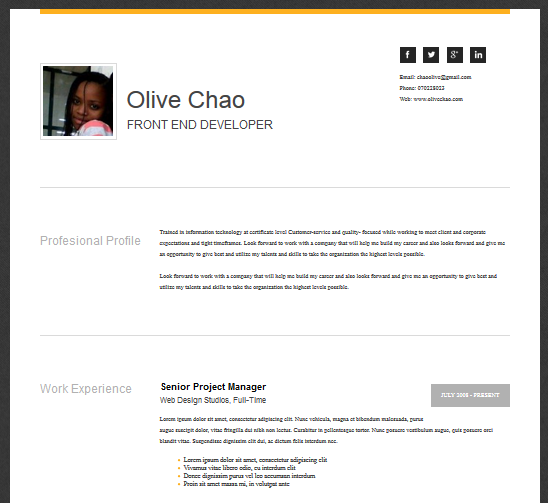 Email: chaoolive@gmail.com
Phone: 070228023
Web: www.olivechao.com
Olive Chao
FRONT END DEVELOPER
Profesional Profile
Trained in information technology at certificate level Customer-service and quality- focused while working to meet client and corporate
expectations and tight timeframes. Look forward to work with a company that will help me build my career and also looks forward and give me
an opportunity to give best and utilize my talents and skills to take the organization the highest levels possible.
Look forward to work with a company that will help me build my career and also looks forward and give me an opportunity to give best and
utilize my talents and skills to take the organization the highest levels possible.
Work Experience
Senior Project Manager
Web Design Studios, Full-Time
JULY 2008 - PRESENT
Lorem ipsum dolor sit amet, consectetur adipiscing elit. Nunc vehicula, magna et bibendum malesuada, purus
augue suscipit dolor, vitae fringilla dui nibh non lectus. Curabitur in pellentesque tortor. Nunc posuere vestibulum augue, quis posuere orci
blandit vitae. Suspendisse dignissim elit dui, ac dictum felis interdum nec.
Lorem ipsum dolor sit amet, consectetur adipiscing elit
Vivamus vitae libero odio, eu interdum elit
Donec dignissim purus vel leo accumsan interdum
Proin sit amet massa mi, in volutpat ante